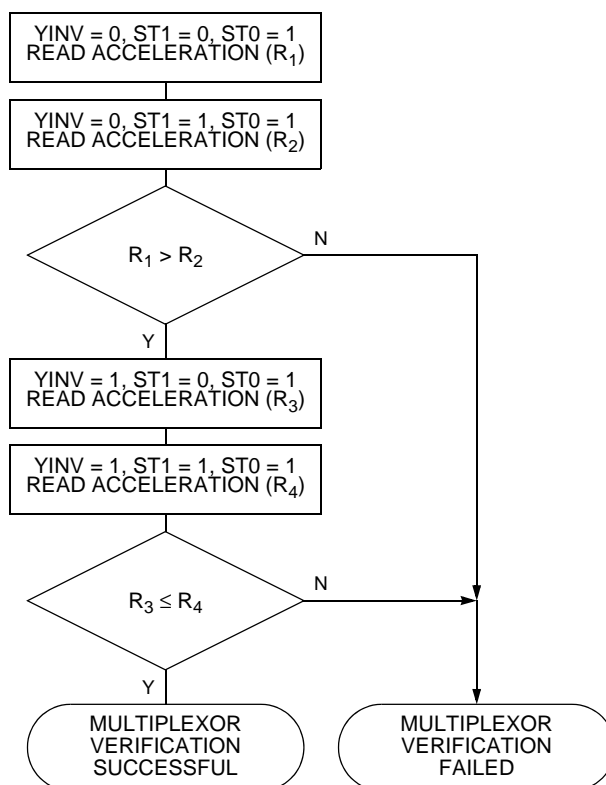 YINV = 0, ST1 = 0, ST0 = 1
READ ACCELERATION (R1)
YINV = 0, ST1 = 1, ST0 = 1
READ ACCELERATION (R2)
R1 > R2
N
Y
YINV = 1, ST1 = 0, ST0 = 1
READ ACCELERATION (R3)
YINV = 1, ST1 = 1, ST0 = 1
READ ACCELERATION (R4)
R3 ≤ R4
N
Y
MULTIPLEXOR
VERIFICATION
SUCCESSFUL
MULTIPLEXOR
VERIFICATION
FAILED